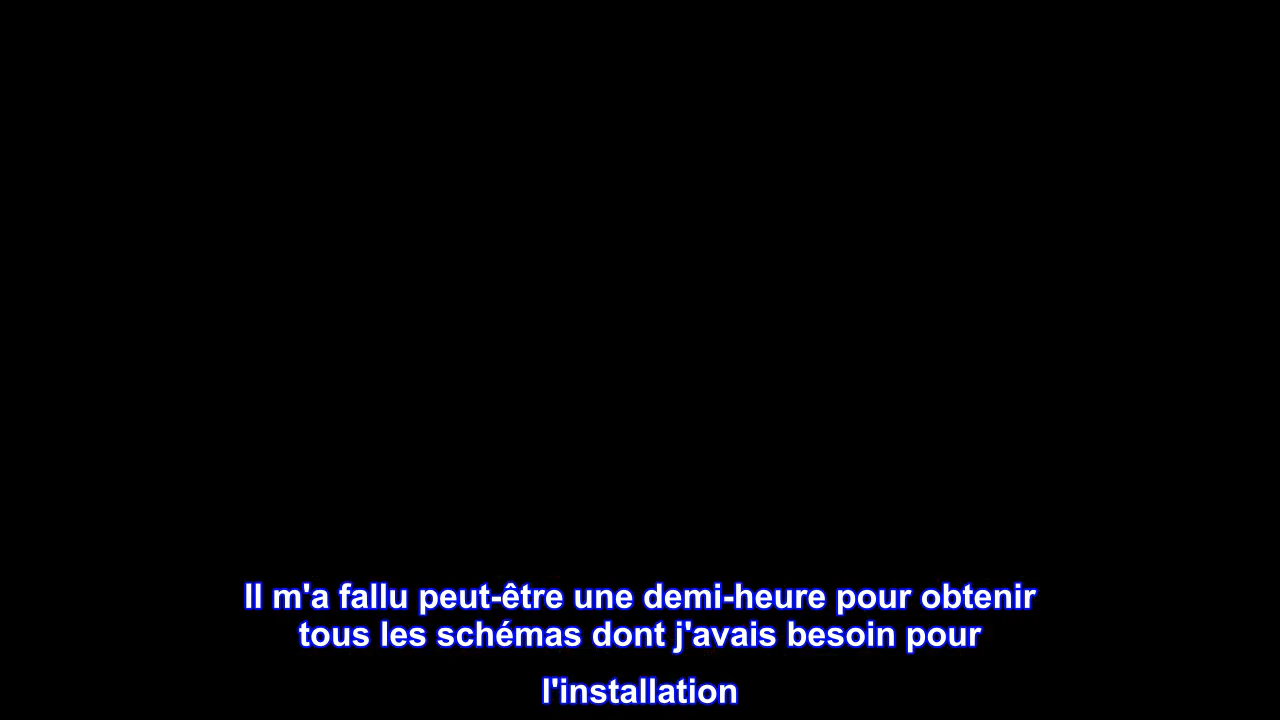 Il m'a fallu peut-être une demi-heure pour obtenir
tous les schémas dont j'avais besoin pour
l'installation